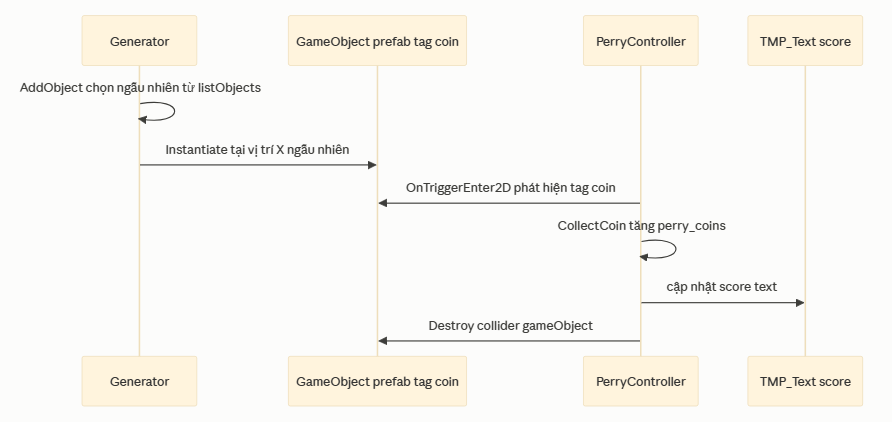 Generator
GameObject prefab tag coin
PerryController
TMP_Text score
AddObject chọn ngẫu nhiên từ listObjects
Instantiate tại vị trí X ngẫu nhiên
OnTriggerEnter2D phát hiện tag coin
CollectCoin tăng perry_coins
cập nhật score text
Destroy collider gameObject
Generator
GameObject prefab tag coin
PerryController
TMP_Text score